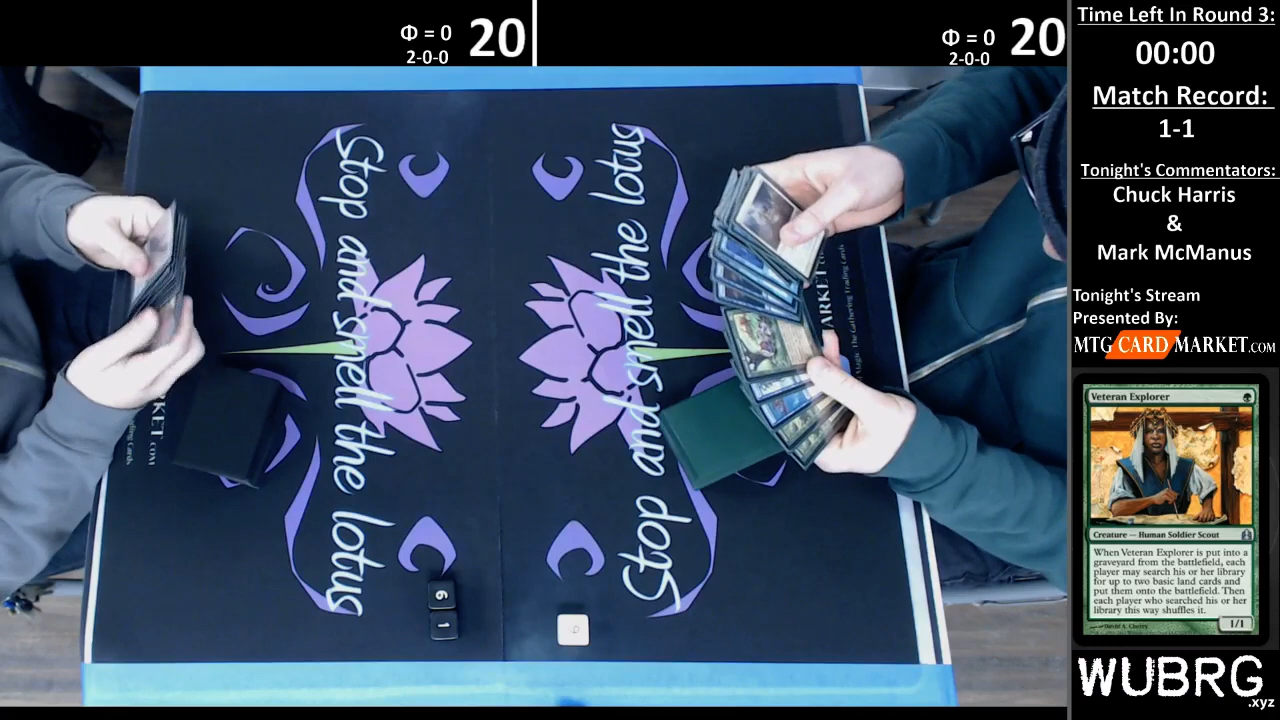 Φ = 0
2-0-0
20
Φ = 0
2-0-0
20
Time Left In Round 3:
00:00
Match Record:
1-1
Tonight's Commentators:
Chuck Harris
&
Mark McManus
Tonight's Stream
Presented By:
MTG CARD MARKET.COM
Veteran Explorer
Creature — Human Soldier Scout
When Veteran Explorer is put into a
graveyard from the battlefield, each
player may search his or her library
for up to two basic land cards and
put them onto the battlefield. Then
each player who searched his or her
library this way shuffles it.
David A. Cherry
1/1
WUBRG
.xyz
Stop and smell the lotus
Stop and smell the lotus
6
1
9